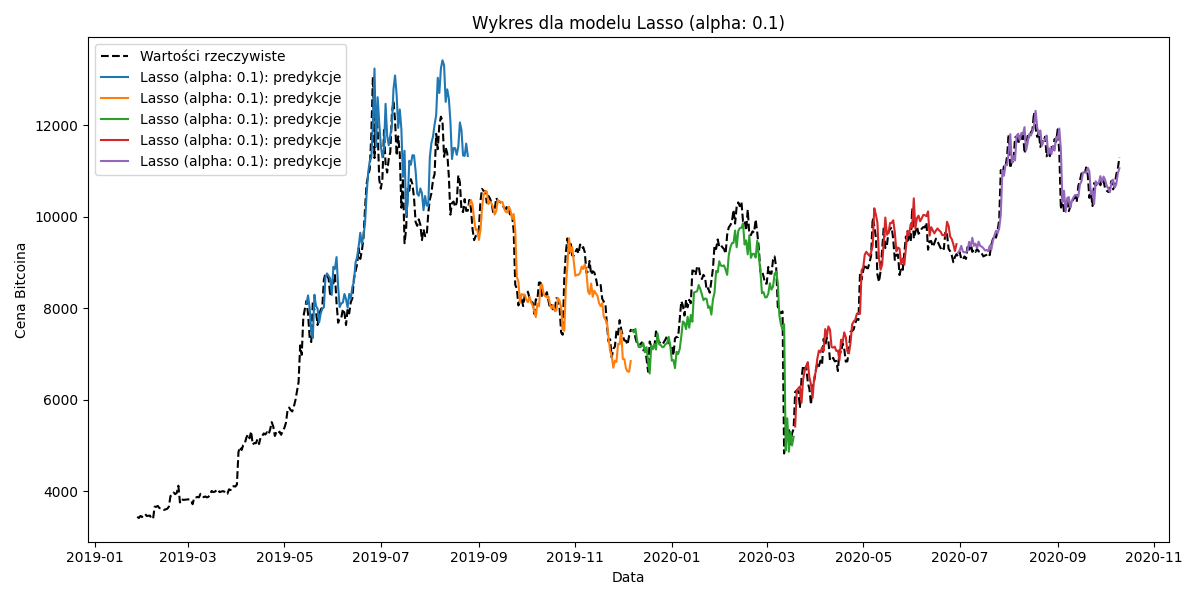 Wykres dla modelu Lasso (alpha: 0.1)
Wartości rzeczywiste
Lasso (alpha: 0.1): predykcje
Lasso (alpha: 0.1): predykcje
Lasso (alpha: 0.1): predykcje
Lasso (alpha: 0.1): predykcje
Lasso (alpha: 0.1): predykcje
Cena Bitcoina
12000
10000
8000
6000
4000
2019-01 2019-03 2019-05 2019-07 2019-09 2019-11 2020-01 2020-03 2020-05 2020-07 2020-09 2020-11
Data